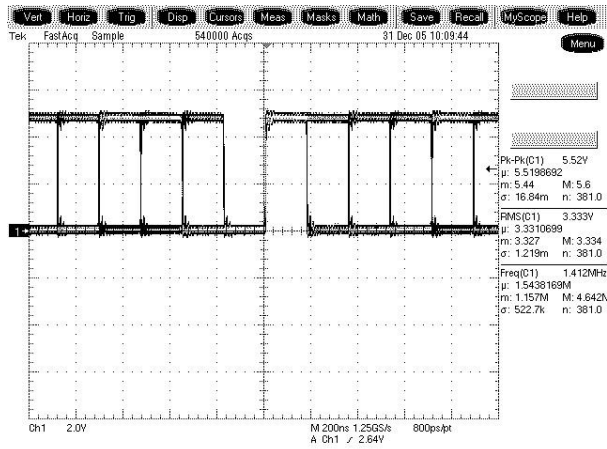 Vert Horiz Trig Disp Cursors Meas Masks Math Save Recall MyScope Help
Tek FastAcq Sample 540000 Acqs 31 Dec 05 10:09:44
Menu
Pk-Pk(C1) 5.52V
µ: 5.5198692
m: 5.44 M: 5.6
σ: 16.84m n: 381.0
RMS(C1) 3.333V
µ: 3.3310699
m: 3.327 M: 3.334
σ: 1.219m n: 381.0
Freq(C1) 1.412MHz
µ: 1.5438169M
m: 1.157M M: 4.642M
σ: 522.7k n: 381.0
1
Ch1 2.0V M 200ns 1.25GS/s 800ps/pt
A Ch1 / 2.64V